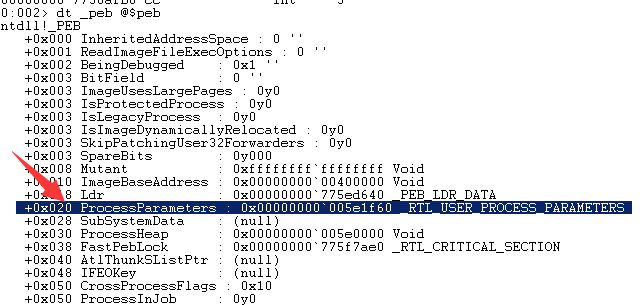 0:002> dt _peb @$peb
ntdll!_PEB
+0x000 InheritedAddressSpace : 0 ''
+0x001 ReadImageFileExecOptions : 0 ''
+0x002 BeingDebugged : 0x1 ''
+0x003 BitField : 0 ''
+0x003 ImageUsesLargePages : 0y0
+0x003 IsProtectedProcess : 0y0
+0x003 IsLegacyProcess : 0y0
+0x003 IsImageDynamicallyRelocated : 0y0
+0x003 SkipPatchingUser32Forwarders : 0y0
+0x003 SpareBits : 0y000
+0x008 Mutant : 0xffffffff`ffffffff Void
+0x010 ImageBaseAddress : 0x00000000`00400000 Void
+0x018 Ldr : 0x00000000`775ed640 _PEB_LDR_DATA
+0x020 ProcessParameters : 0x00000000`005e1f60 _RTL_USER_PROCESS_PARAMETERS
+0x028 SubSystemData : (null)
+0x030 ProcessHeap : 0x00000000`005e0000 Void
+0x038 FastPebLock : 0x00000000`775f7ae0 _RTL_CRITICAL_SECTION
+0x040 AtlThunkSListPtr : (null)
+0x048 IFEOKey : (null)
+0x050 CrossProcessFlags : 0x10
+0x050 ProcessInJob : 0y0